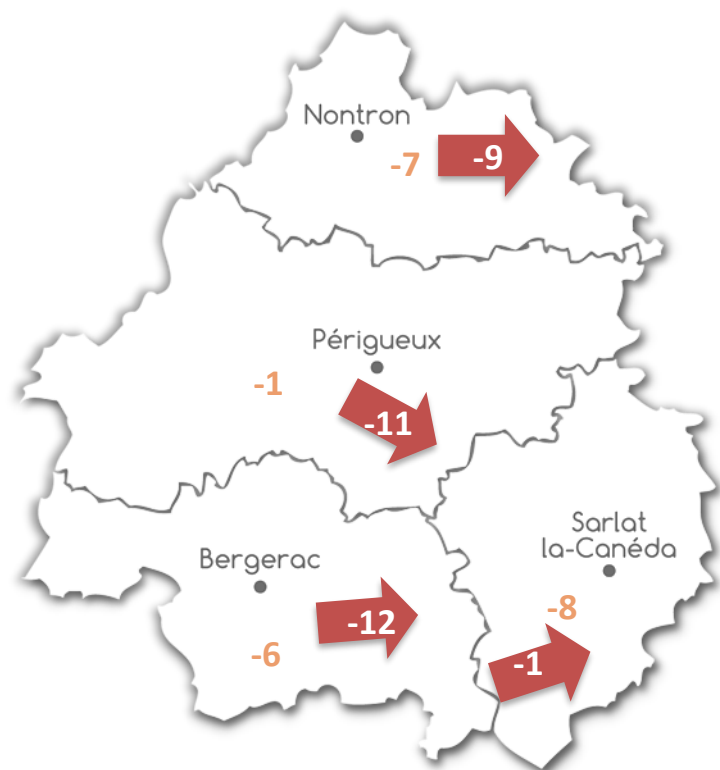 Nontron
-7
-9
Périgueux
-1
-11
Sarlat
la-Canéda
Bergerac
-8
-12
-6
-1